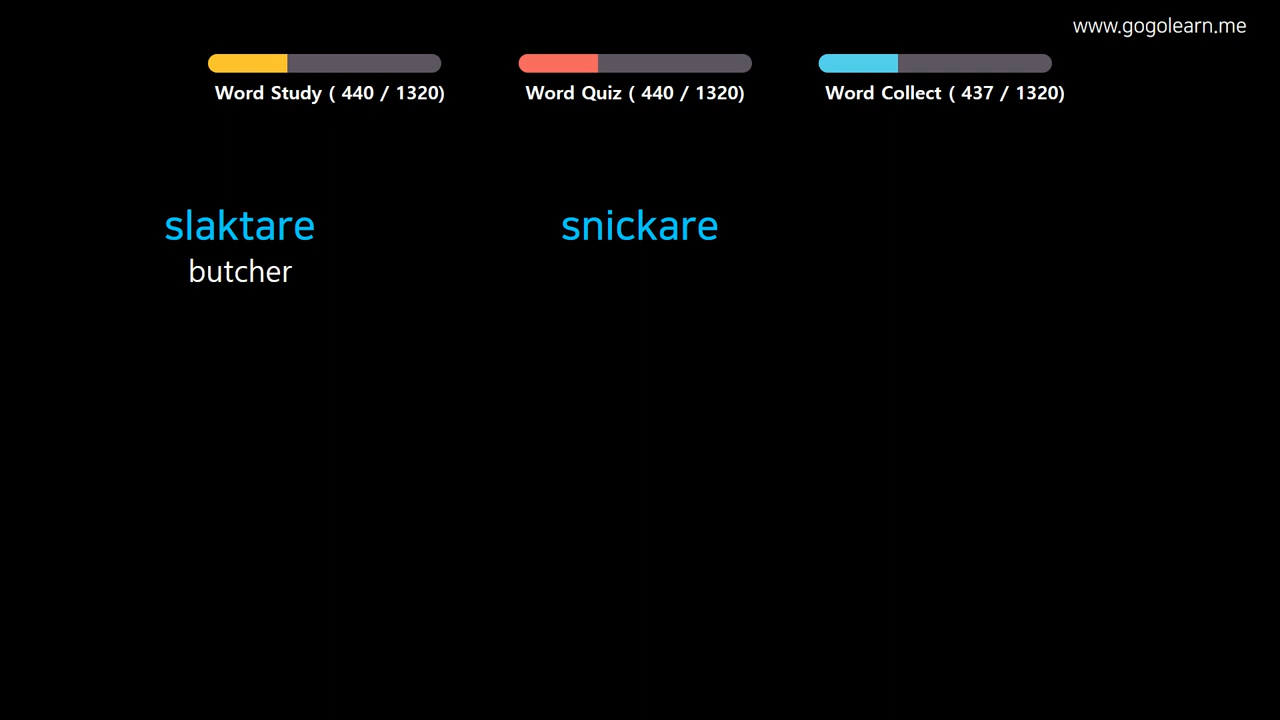 www.gogolearn.me
Word Study ( 440 / 1320)
Word Quiz ( 440 / 1320)
Word Collect ( 437 / 1320)
slaktare
butcher
snickare